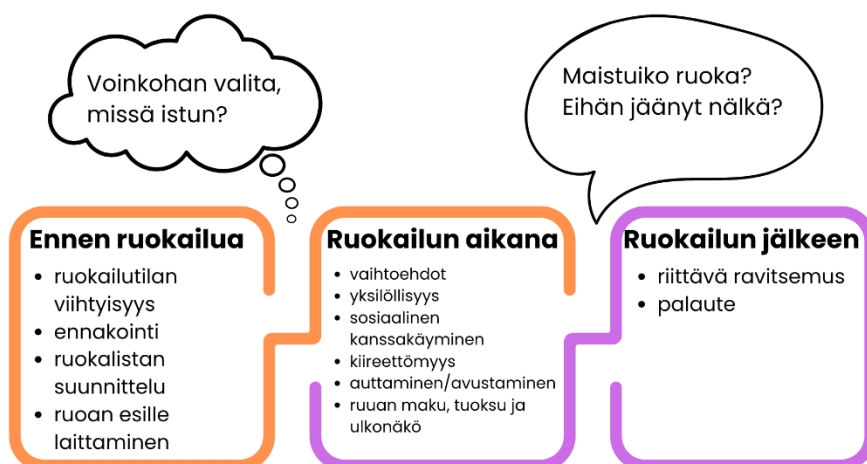 Voinkohan valita,
missä istun?
Maistuiko ruoka?
Eihän jäänyt nälkä?
Ennen ruokailua
• ruokailutilan
viihtyisyys
• ennakointi
• ruokalistan
suunnittelu
• ruoan esille
laittaminen
Ruokailun aikana
• vaihtoehdot
• yksilöllisyys
• sosiaalinen
kanssakäyminen
• kiireettömyys
• auttaminen/avustaminen
• ruuan maku, tuoksu ja
ulkonäkö
Ruokailun jälkeen
• riittävä ravitsemus
• palaute